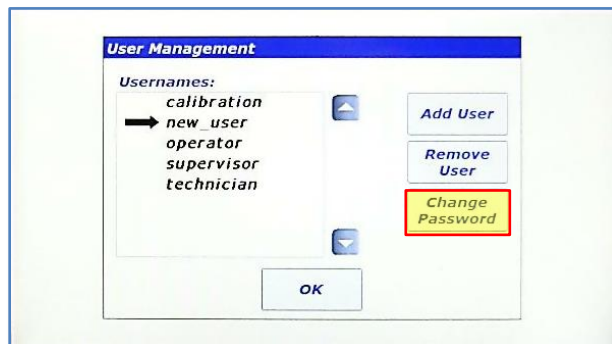 User Management
Usernames:
calibration
new_user
operator
supervisor
technician
Add User
Remove
User
Change
Password
OK